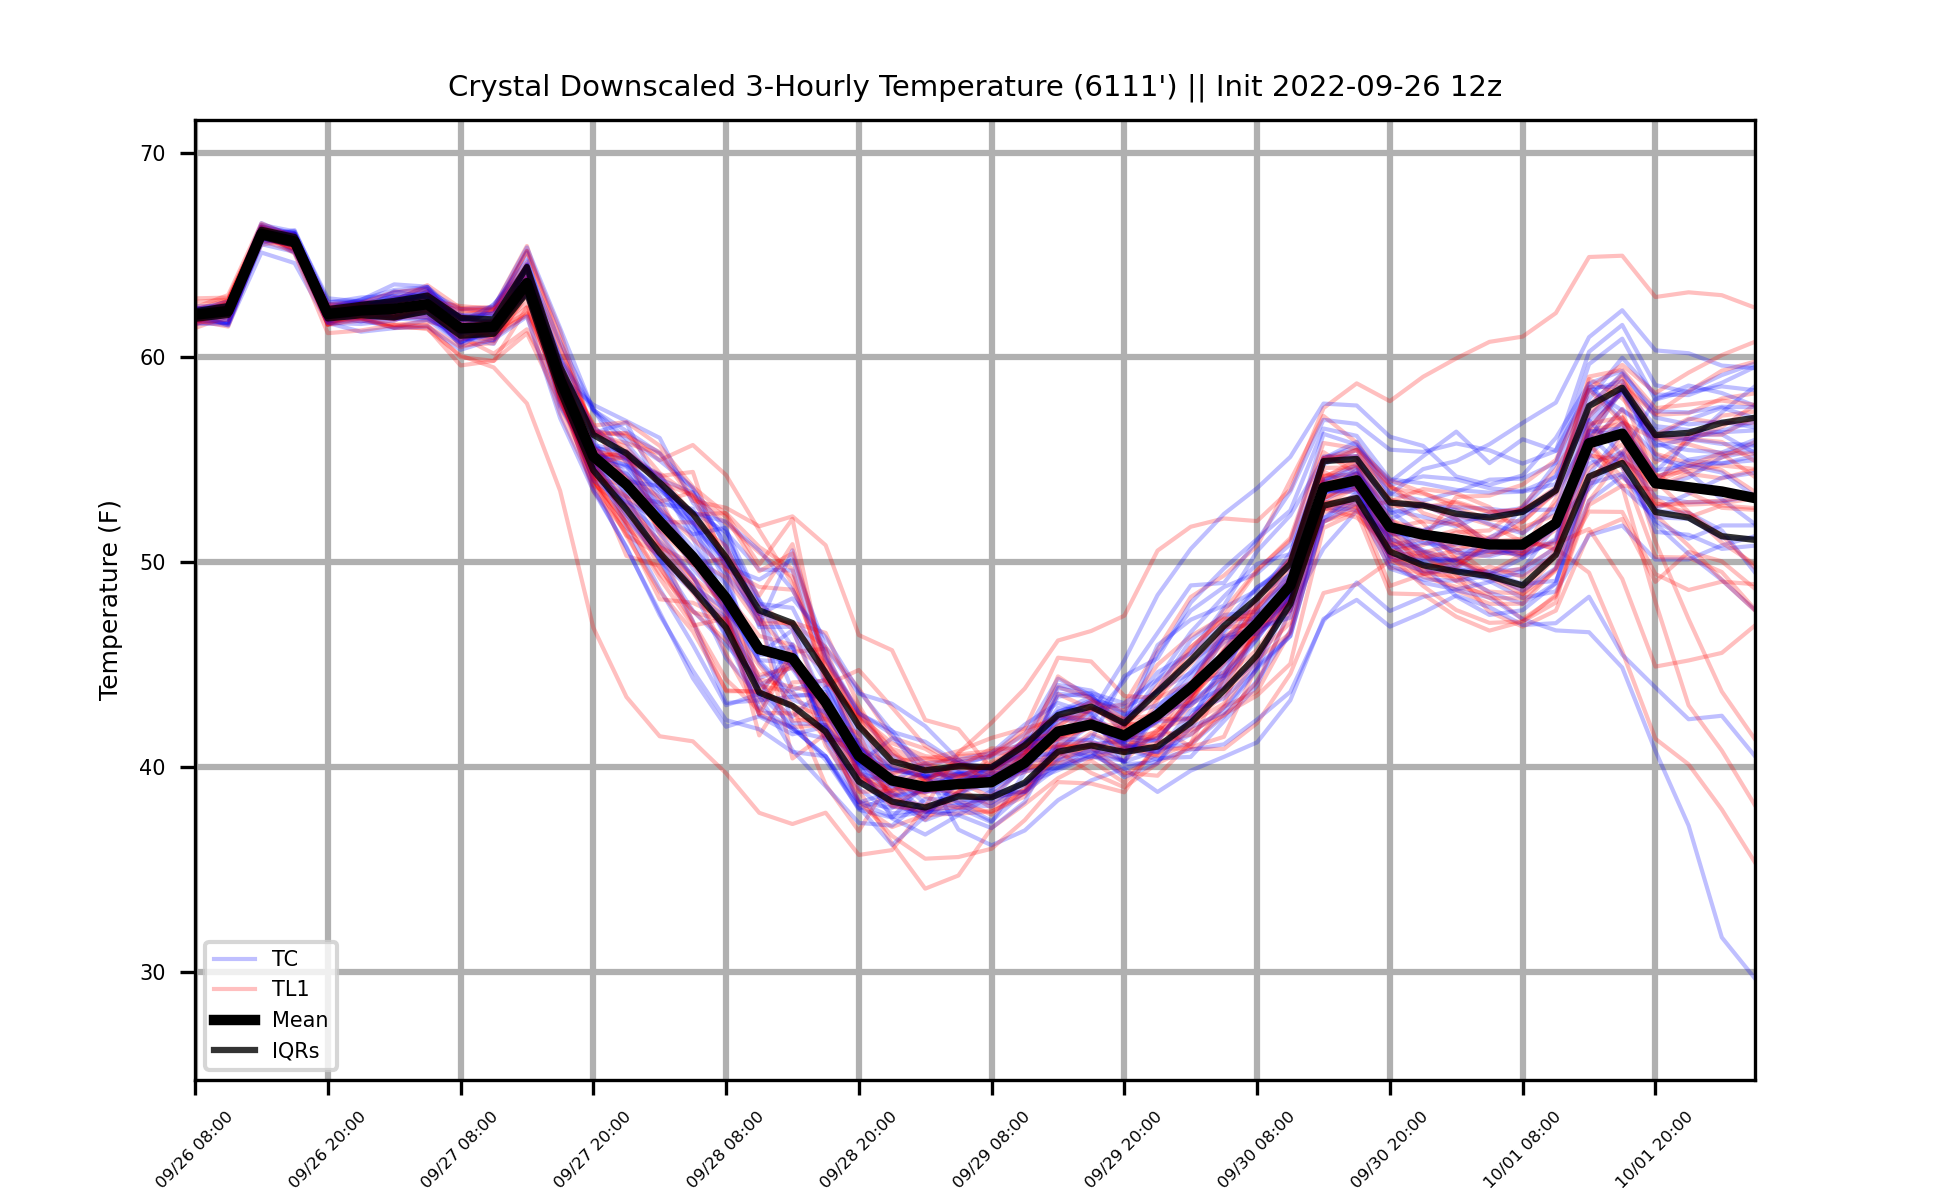 Crystal Downscaled 3-Hourly Temperature (6111') || Init 2022-09-26 12z
Temperature (F)
70
60
50
40
30
TC
TL1
Mean
IQRs
09/26 08:00
09/26 20:00
09/27 08:00
09/27 20:00
09/28 08:00
09/28 20:00
09/29 08:00
09/29 20:00
09/30 08:00
09/30 20:00
10/01 08:00
10/01 20:00